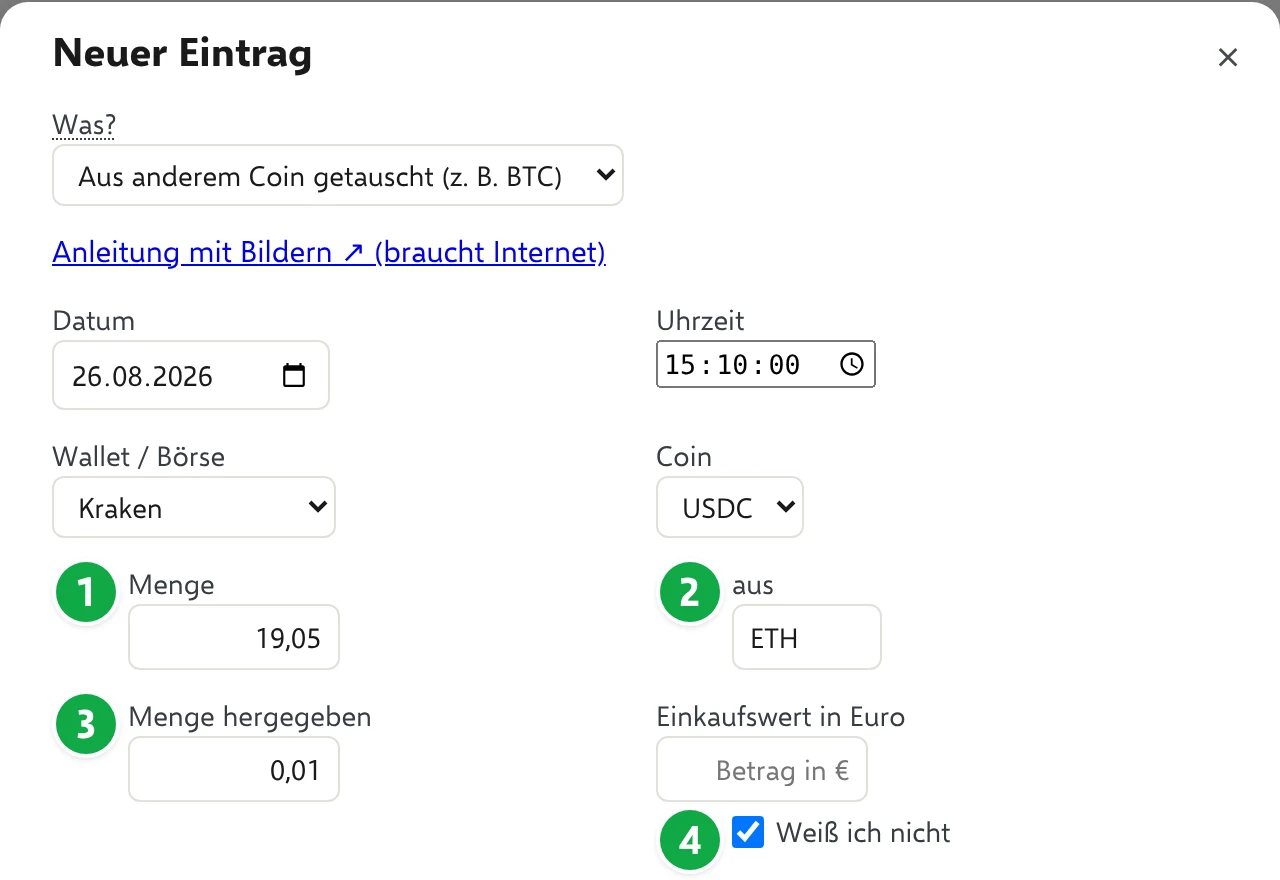 Neuer Eintrag
×
Was?
Aus anderem Coin getauscht (z. B. BTC)
Anleitung mit Bildern ↗ (braucht Internet)
Datum
Uhrzeit
26.08.2026
15:10:00
Wallet / Börse
Coin
Kraken
USDC
1 Menge
2 aus
19,05
ETH
3 Menge hergegeben
Einkaufswert in Euro
0,01
Betrag in €
4 Weiß ich nicht